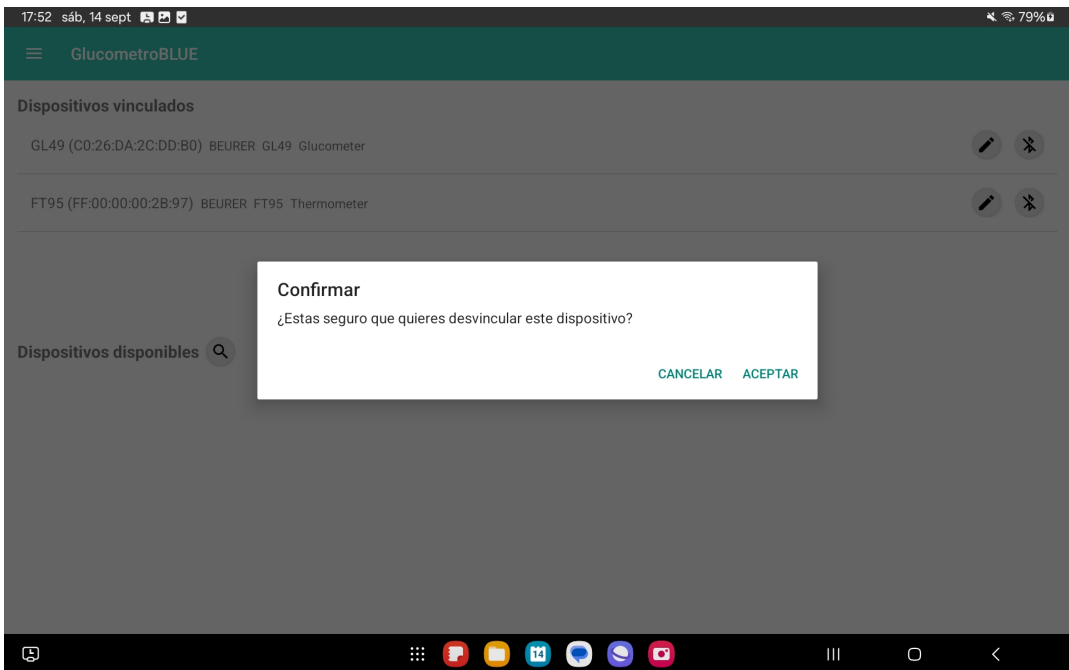 17:52 sáb, 14 sept
79%
GlucometroBLUE
Dispositivos vinculados
GL49 (C0:26:DA:2C:DD:B0) BEURER GL49 Glucometer
FT95 (FF:00:00:00:2B:97) BEURER FT95 Thermometer
Confirmar
¿Estas seguro que quieres desvincular este dispositivo?
Dispositivos disponibles
CANCELAR ACEPTAR
14